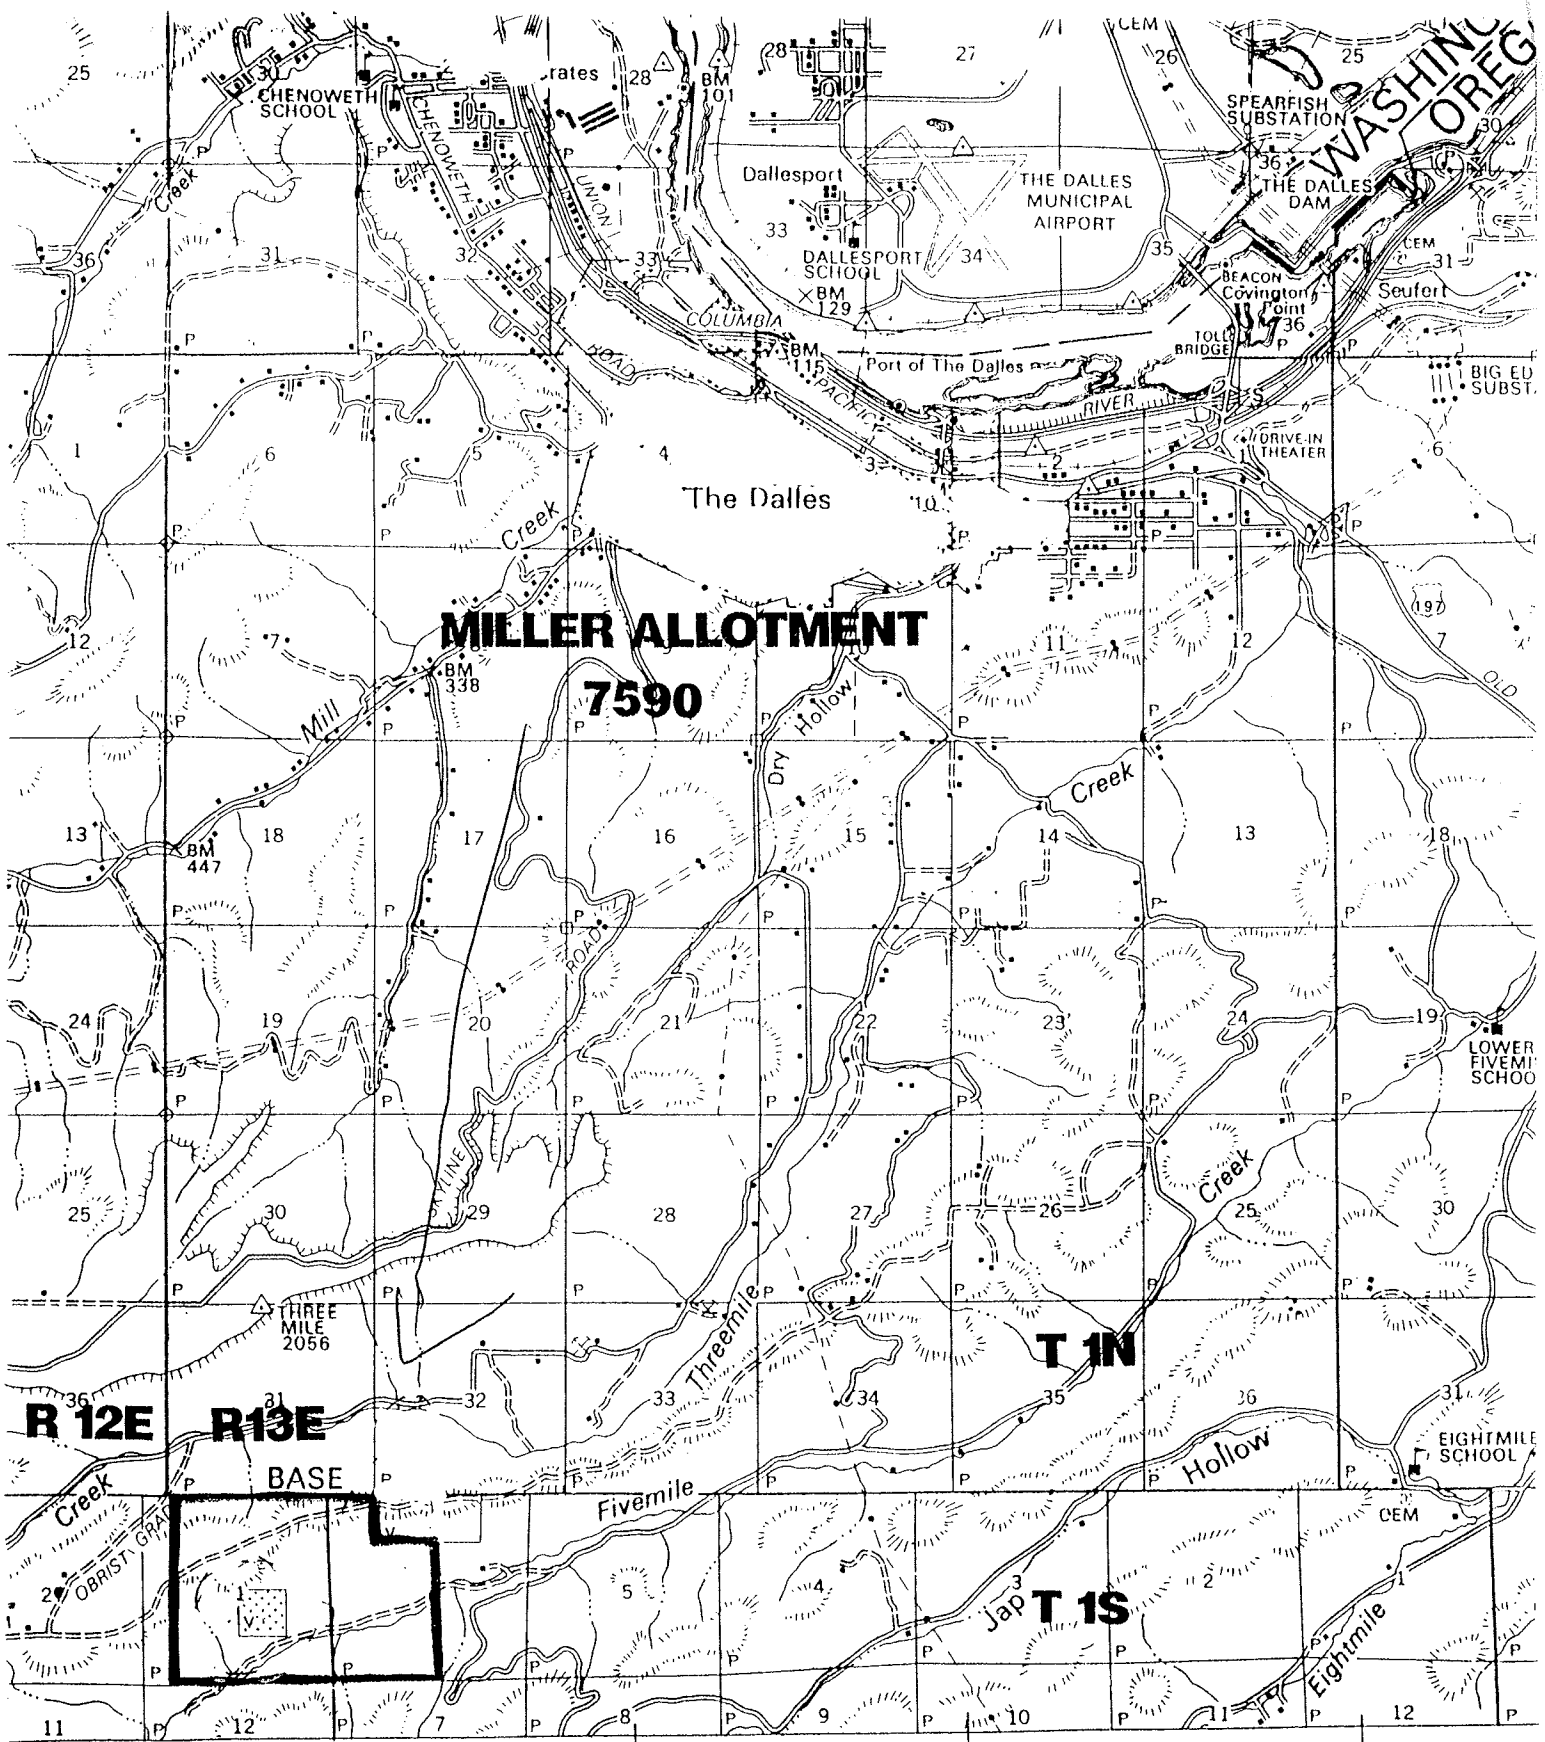 CEM
25
30
CHENOWETH
SCHOOL
CHENOWETH
28
BM
101
28
27
26
25
WASHING
OREG
SPEARFISH
SUBSTATION
30
36
Creek
UNION
Dallesport
33
THE DALLES
MUNICIPAL
AIRPORT
THE DALLES
DAM
36
31
32
33
DALLESPORT
SCHOOL
34
35
CEM
31
BM
129
BEACON
Covington
Point
36
Seufert
COLUMBIA
TOLL
BRIDGE
ROAD
BM
115
Port of The Dalles
PACIFIC
RIVER
BIG ED
SUBST.
1
6
5
4
3
2
1
DRIVE-IN
THEATER
6
The Dalles
10
Creek
12
7
MILLER ALLOTMENT
11
12
197
7
BM
338
7590
OLD
Mill
Dry
Hollow
Creek
13
18
BM
447
17
16
15
14
13
18
ROAD
24
19
20
21
22
23
24
19
LOWER
FIVEMI
SCHOO
SKYLINE
Creek
25
30
29
28
27
26
25
30
THREE
MILE
2056
Threemile
T 1N
36
31
32
33
34
35
36
31
R 12E
R13E
EIGHTMILE
SCHOOL
BASE
Hollow
Creek
Fivemile
CEM
OBRIST GRA
2
1
V
5
4
3
2
1
Jap
T 1S
Eightmile
11
12
7
8
9
10
11
12
P